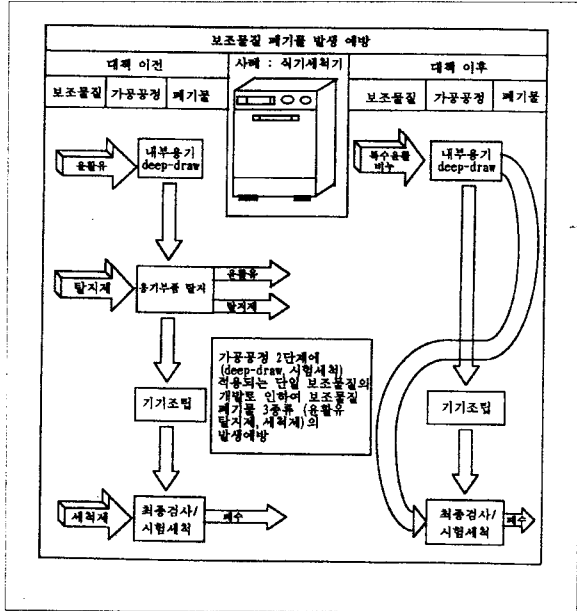 보조물질 폐기물 발생 예방
대책 이전
사례 : 식기세척기
대책 이후
보조물질
가공공정
폐기물
보조물질
가공공정
폐기물
윤활유
내부용기
deep-draw
복수윤활
비누
내부용기
deep-draw
탈지제
용기부품 탈지
윤활유
탈지제
가공공정 2단계에
(deep-draw, 시험세척)
적용되는 단일 보조물질의
개발로 인하여 보조물질
폐기물 3종류 (윤활유
탈지제, 세척제)의
발생예방
기기조립
기기조립
세척제
최종검사/
시험세척
폐수
최종검사/
시험세척
폐수